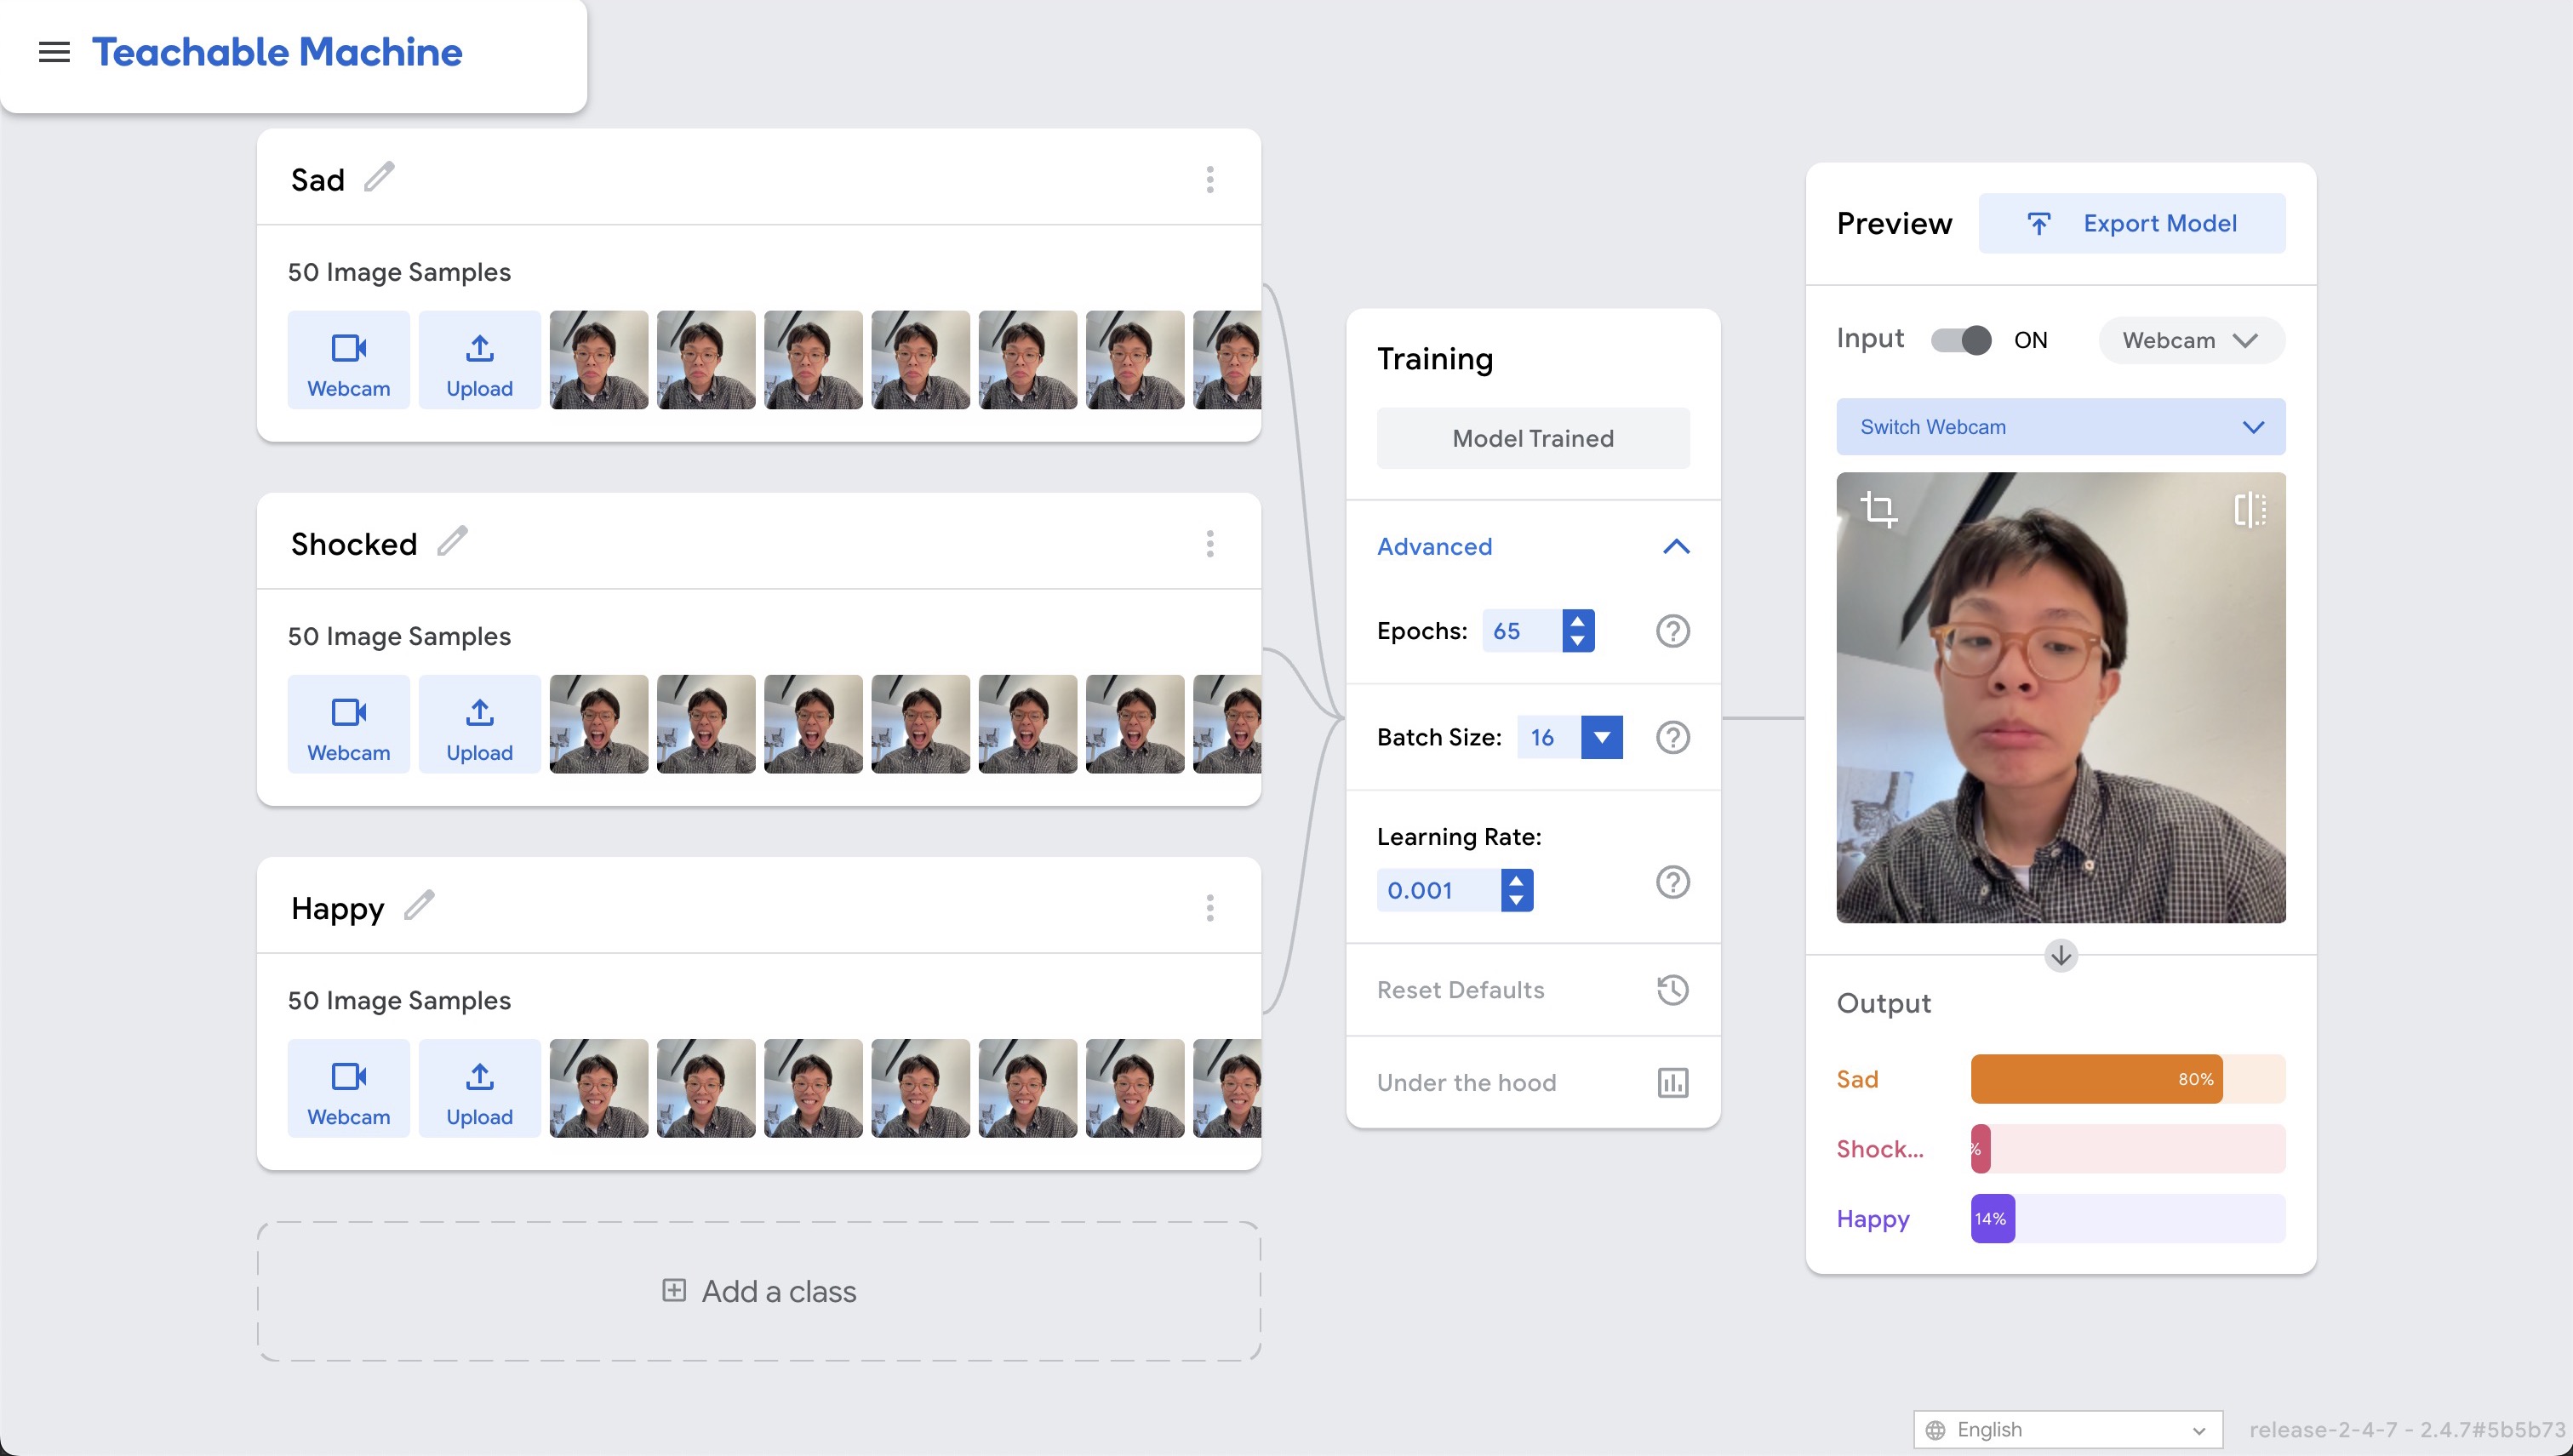 Teachable Machine
Sad
50 Image Samples
Webcam
Upload
Shocked
50 Image Samples
Webcam
Upload
Happy
50 Image Samples
Webcam
Upload
Add a class
Training
Model Trained
Advanced
Epochs: 65
Batch Size: 16
Learning Rate:
0.001
Reset Defaults
Under the hood
Preview
Export Model
Input ON Webcam
Switch Webcam
Output
Sad 80%
Shock... %
Happy 14%
English
release-2-4-7 - 2.4.7#5b5b73